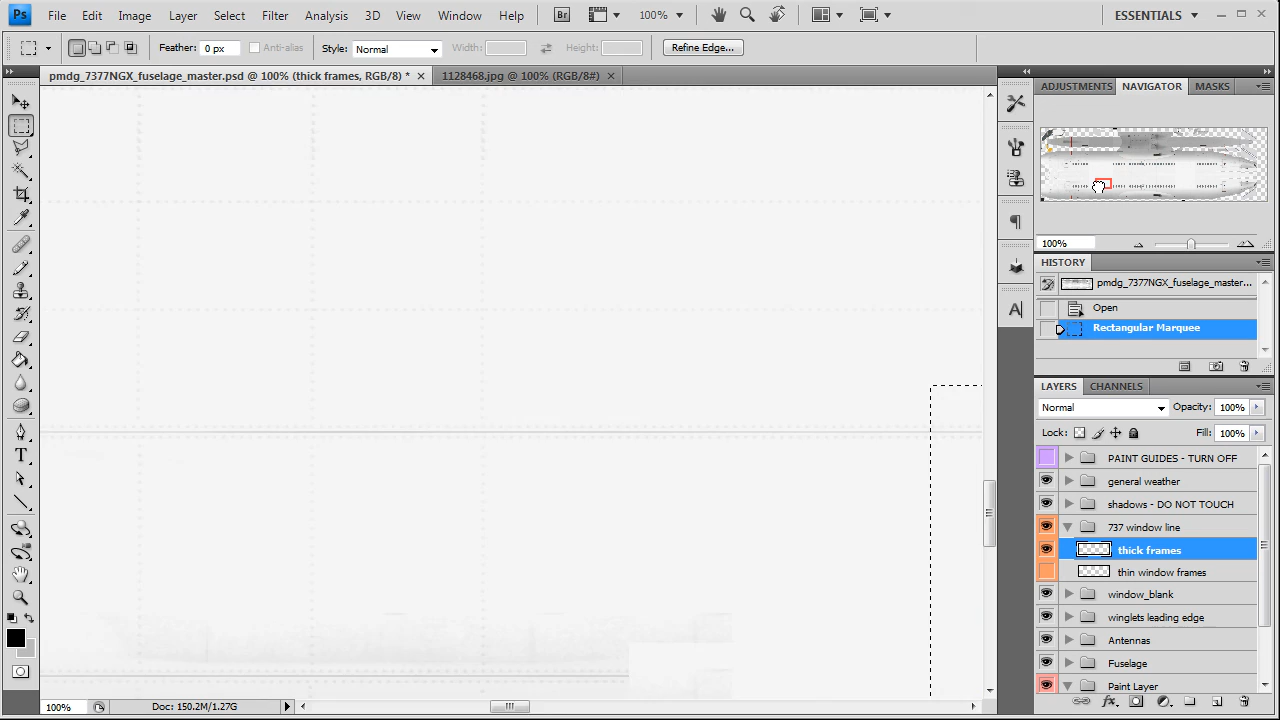 Ps File Edit Image Layer Select Filter Analysis 3D View Window Help Br 100% ESSENTIALS
Feather: 0 px Anti-alias Style: Normal Width: Height: Refine Edge...
pmdg_7377NGX_fuselage_master.psd @ 100% (thick frames, RGB/8) * 1128468.jpg @ 100% (RGB/8#)
ADJUSTMENTS NAVIGATOR MASKS
100%
HISTORY
pmdg_7377NGX_fuselage_master...
Open
Rectangular Marquee
LAYERS CHANNELS
Normal Opacity: 100%
Lock: Fill: 100%
PAINT GUIDES - TURN OFF
general weather
shadows - DO NOT TOUCH
737 window line
thick frames
thin window frames
window_blank
winglets leading edge
Antennas
Fuselage
Paint Layer
100% Doc: 150.2M/1.27G